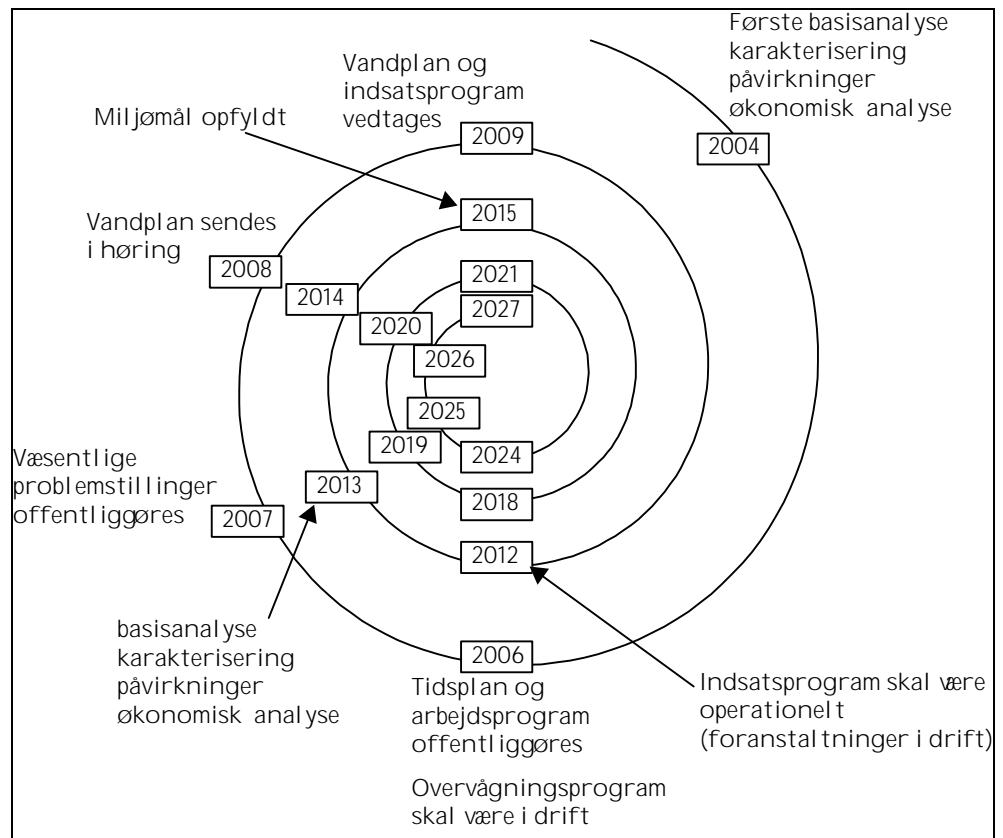 Første basisanalyse
karakterisering
påvirkninger
økonomisk analyse
2004
Vandplan og
indsatsprogram
vedtages
2009
Miljømål opfyldt
2015
Vandplan sendes
i høring
2008
2014
2021
2027
2020
2026
2025
2019
2024
2013
2018
Væsentlige
problemstillinger
offentliggøres
2007
2012
basisanalyse
karakterisering
påvirkninger
økonomisk analyse
2006
Tidsplan og
arbejdsprogram
offentliggøres
Overvågningsprogram
skal være i drift
Indsatsprogram skal være
operationelt
(foranstaltninger i drift)